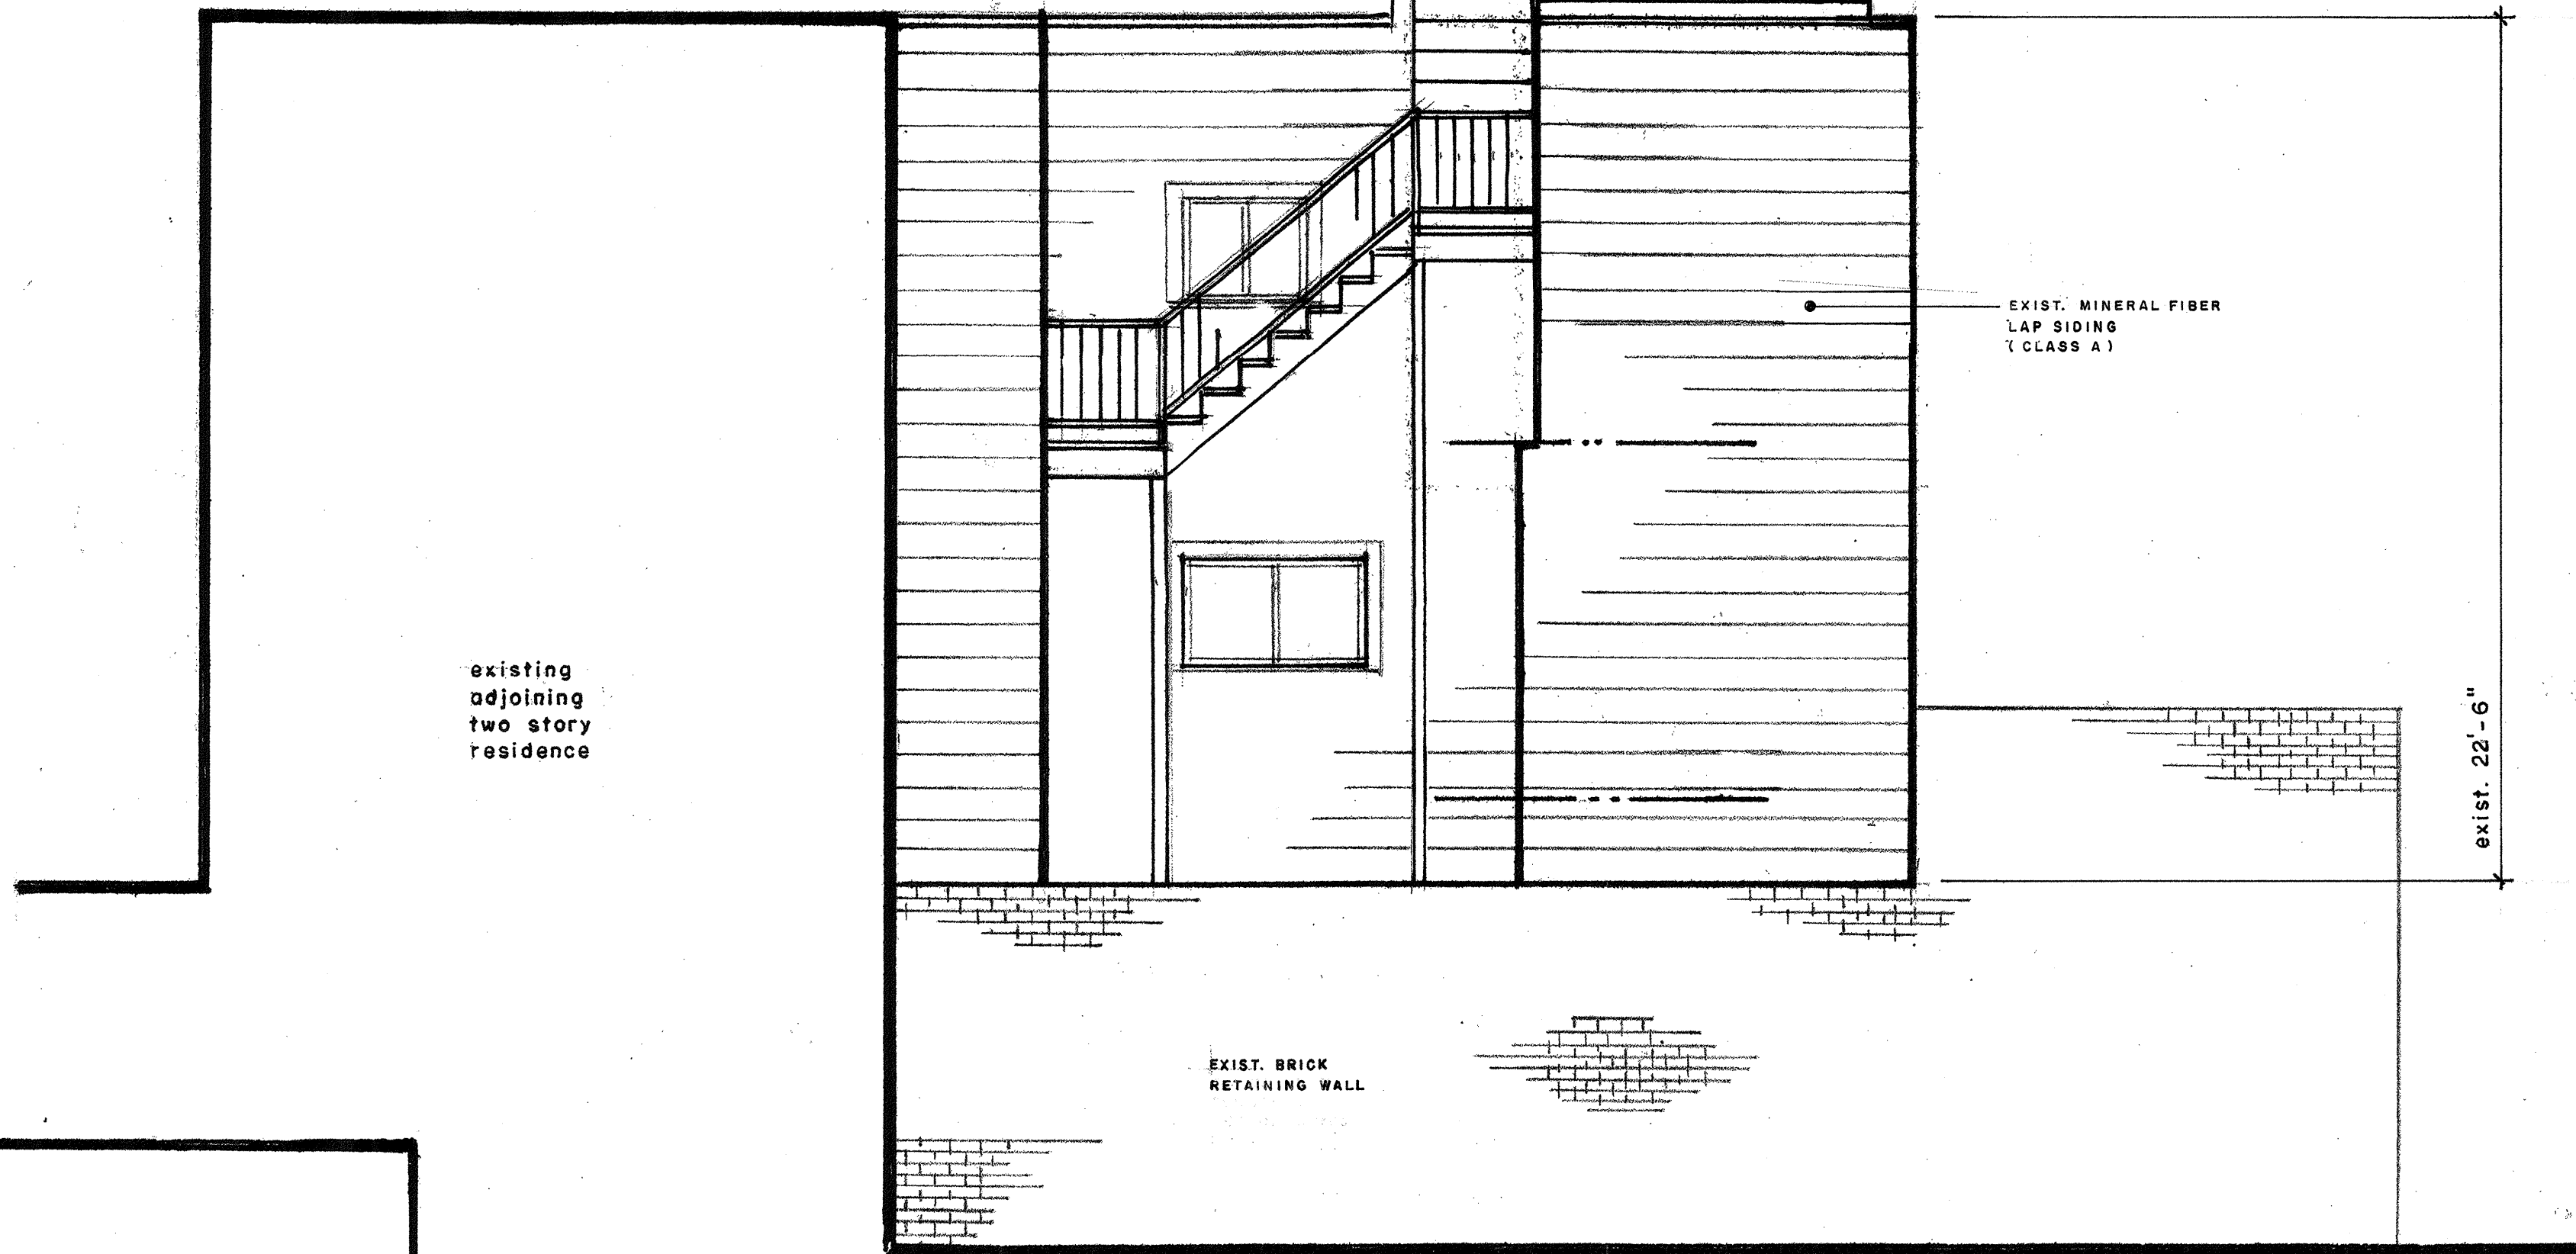 EXIST. MINERAL FIBER
LAP SIDING
(CLASS A)
existing
adjoining
two story
residence
exist. 22'-6"
EXIST. BRICK
RETAINING WALL